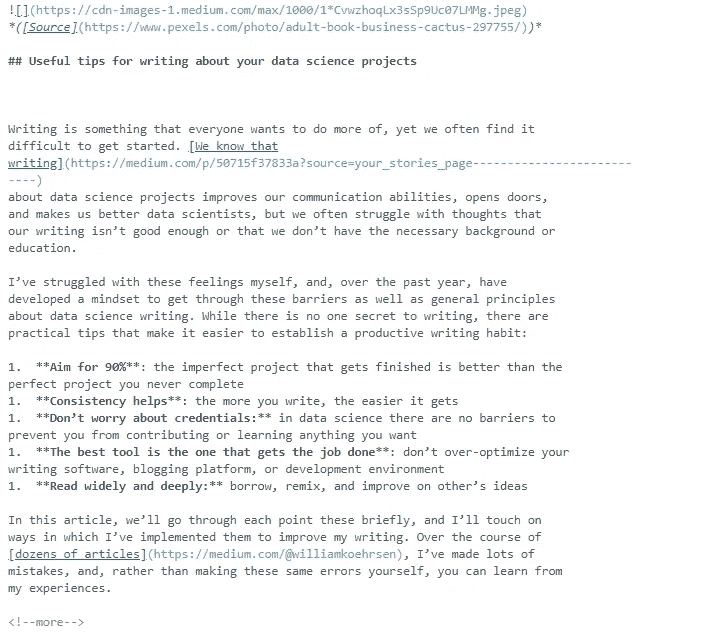 ![](https://cdn-images-1.medium.com/max/1000/1*CvwzhoqLx3sSp9Uc07LMMg.jpeg)
*([Source](https://www.pexels.com/photo/adult-book-business-cactus-297755/))*
## Useful tips for writing about your data science projects
Writing is something that everyone wants to do more of, yet we often find it
difficult to get started. [We know that
writing](https://medium.com/p/50715f37833a?source=your_stories_page-----------------------
----)
about data science projects improves our communication abilities, opens doors,
and makes us better data scientists, but we often struggle with thoughts that
our writing isn’t good enough or that we don’t have the necessary background or
education.
I’ve struggled with these feelings myself, and, over the past year, have
developed a mindset to get through these barriers as well as general principles
about data science writing. While there is no one secret to writing, there are
practical tips that make it easier to establish a productive writing habit:
1.  **Aim for 90%**: the imperfect project that gets finished is better than the
perfect project you never complete
1.  **Consistency helps**: the more you write, the easier it gets
1.  **Don’t worry about credentials:** in data science there are no barriers to
prevent you from contributing or learning anything you want
1.  **The best tool is the one that gets the job done**: don’t over-optimize your
writing software, blogging platform, or development environment
1.  **Read widely and deeply:** borrow, remix, and improve on other’s ideas
In this article, we’ll go through each point these briefly, and I’ll touch on
ways in which I’ve implemented them to improve my writing. Over the course of
[dozens of articles](https://medium.com/@williamkoehrsen), I’ve made lots of
mistakes, and, rather than making these same errors yourself, you can learn from
my experiences.
<!--more-->